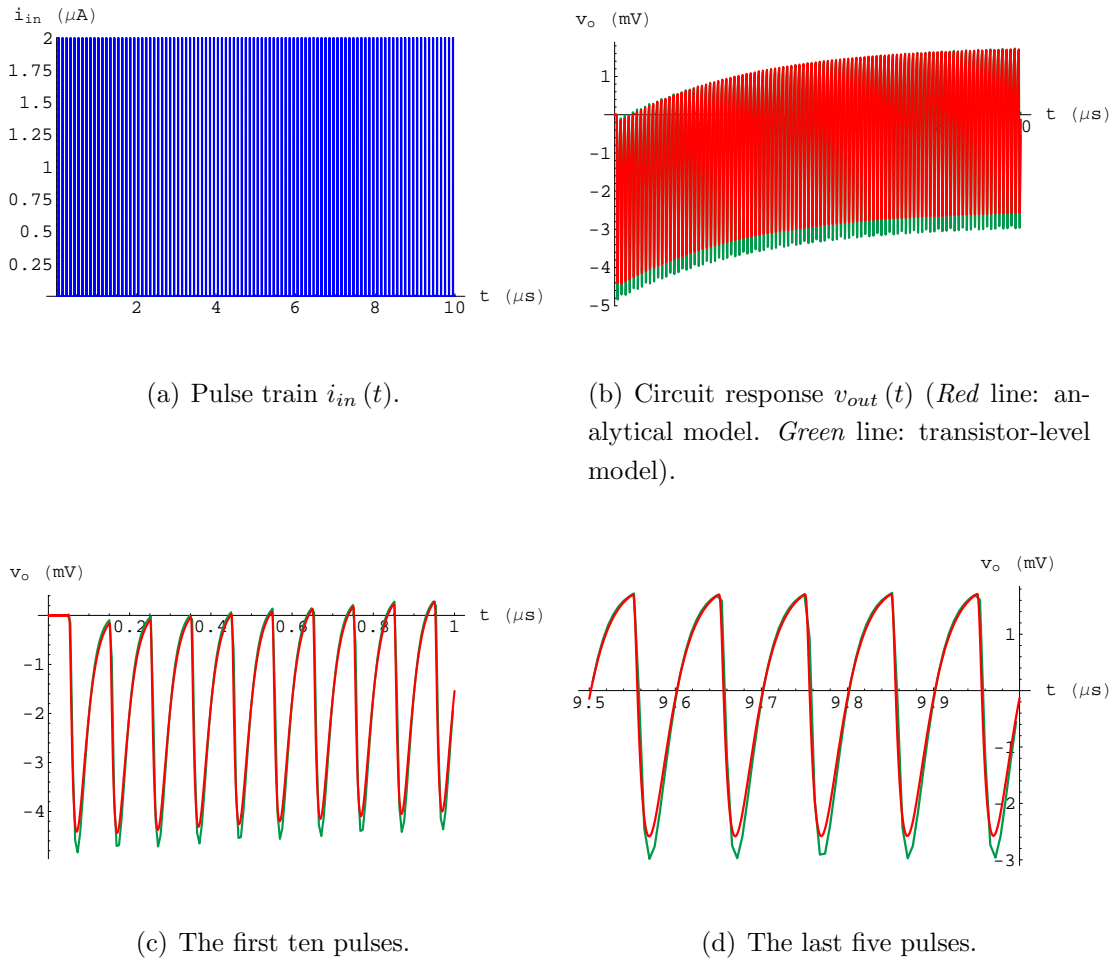 i_in (μA)
2
1.75
1.5
1.25
1
0.75
0.5
0.25
2 4 6 8 10
t (μs)
v_o (mV)
1
-1
-2
-3
-4
-5
t (μs)
0
(a) Pulse train i_in (t).
(b) Circuit response v_out (t) (Red line: an-
alytical model. Green line: transistor-level
model).
v_o (mV)
0.2 0.4 0.6 0.8 1
t (μs)
-1
-2
-3
-4
v_o (mV)
1
t (μs)
9.5 9.6 9.7 9.8 9.9
-1
-2
-3
(c) The first ten pulses.
(d) The last five pulses.